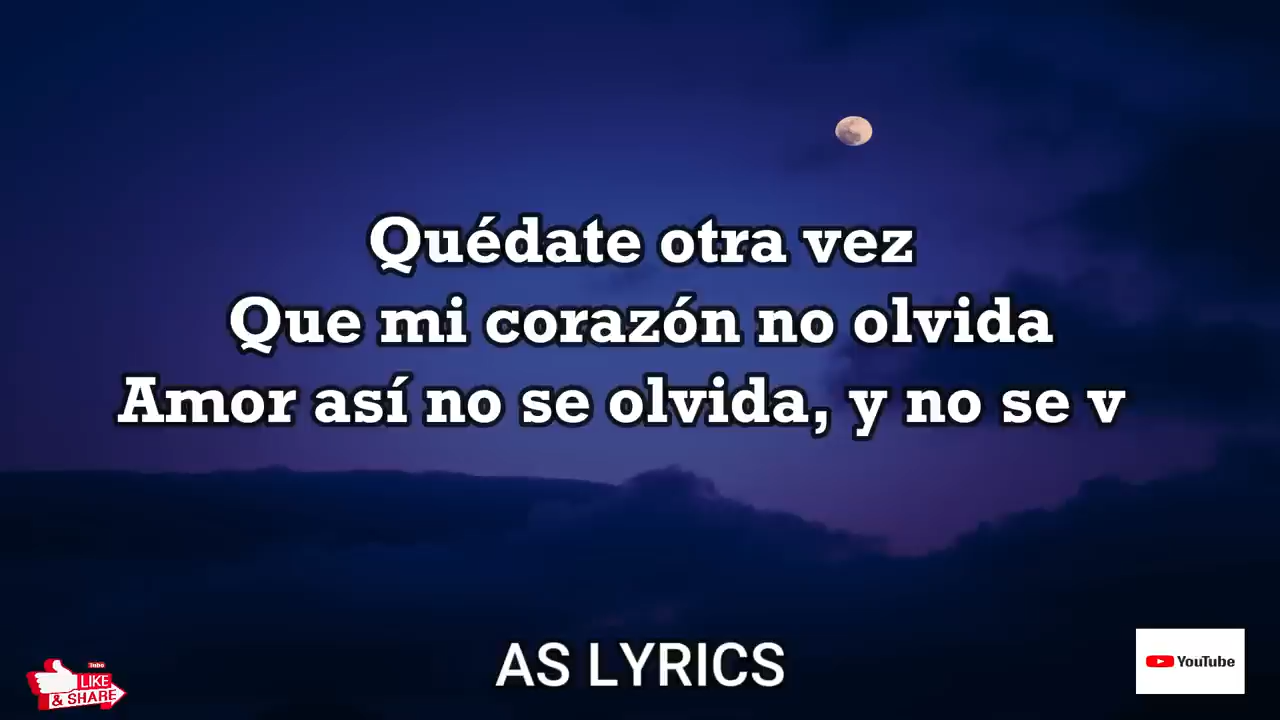 Quédate otra vez
Que mi corazón no olvida
Amor así no se olvida, y no se v
AS LYRICS
Tube
LIKE
& SHARE
YouTube